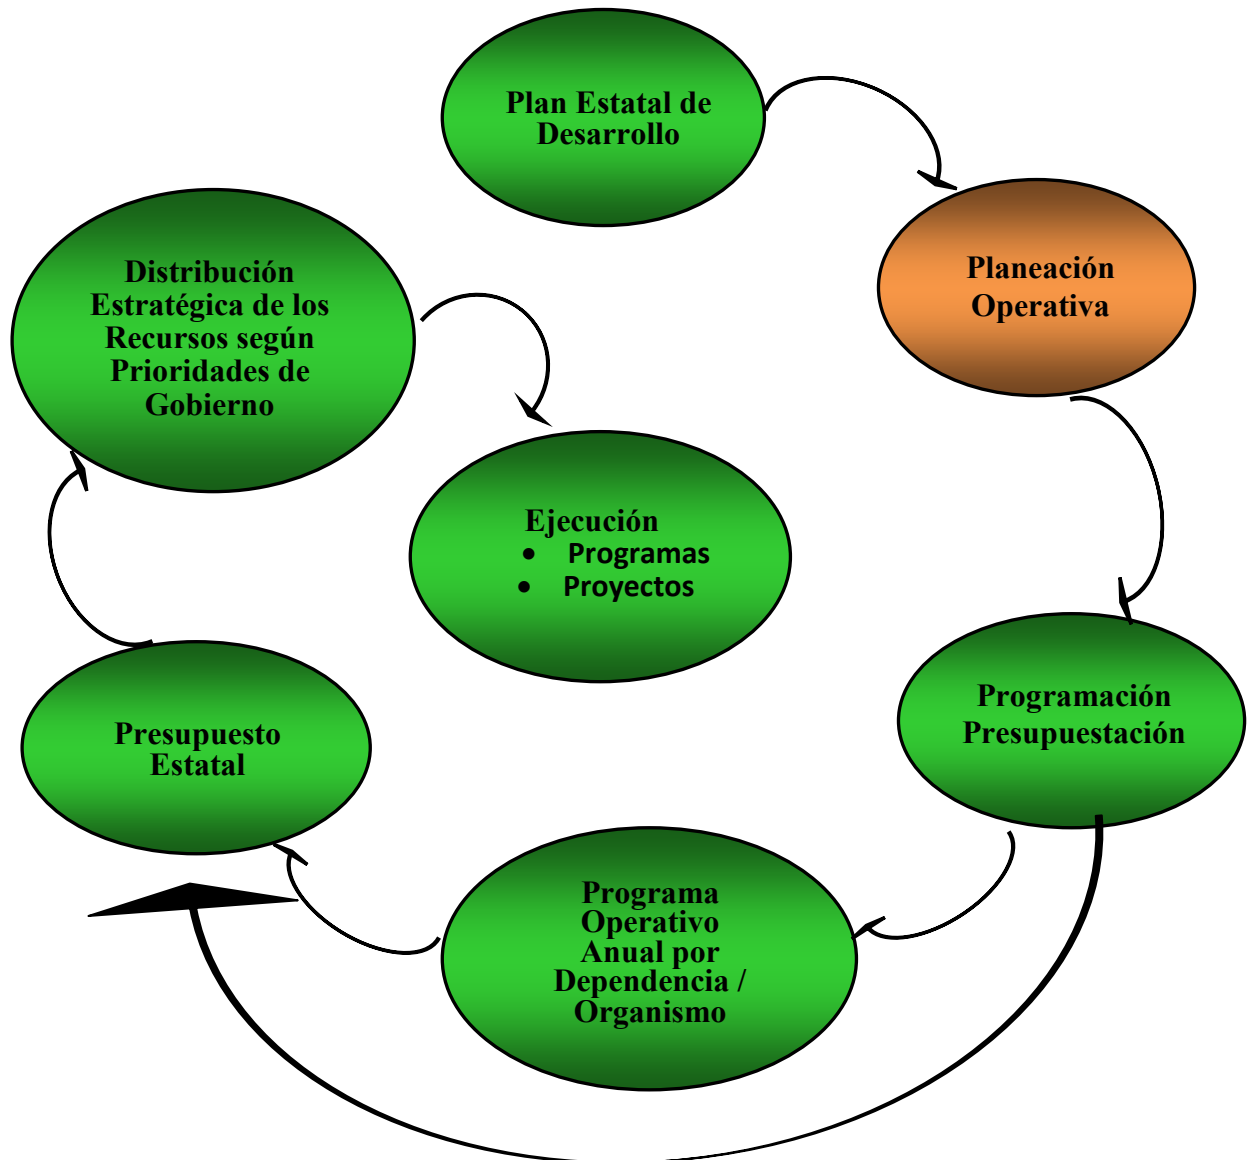 Plan Estatal de
Desarrollo
Planeación
Operativa
Distribución
Estratégica de los
Recursos según
Prioridades de
Gobierno
Ejecución
• Programas
• Proyectos
Programación
Presupuestación
Presupuesto
Estatal
Programa
Operativo
Anual por
Dependencia /
Organismo